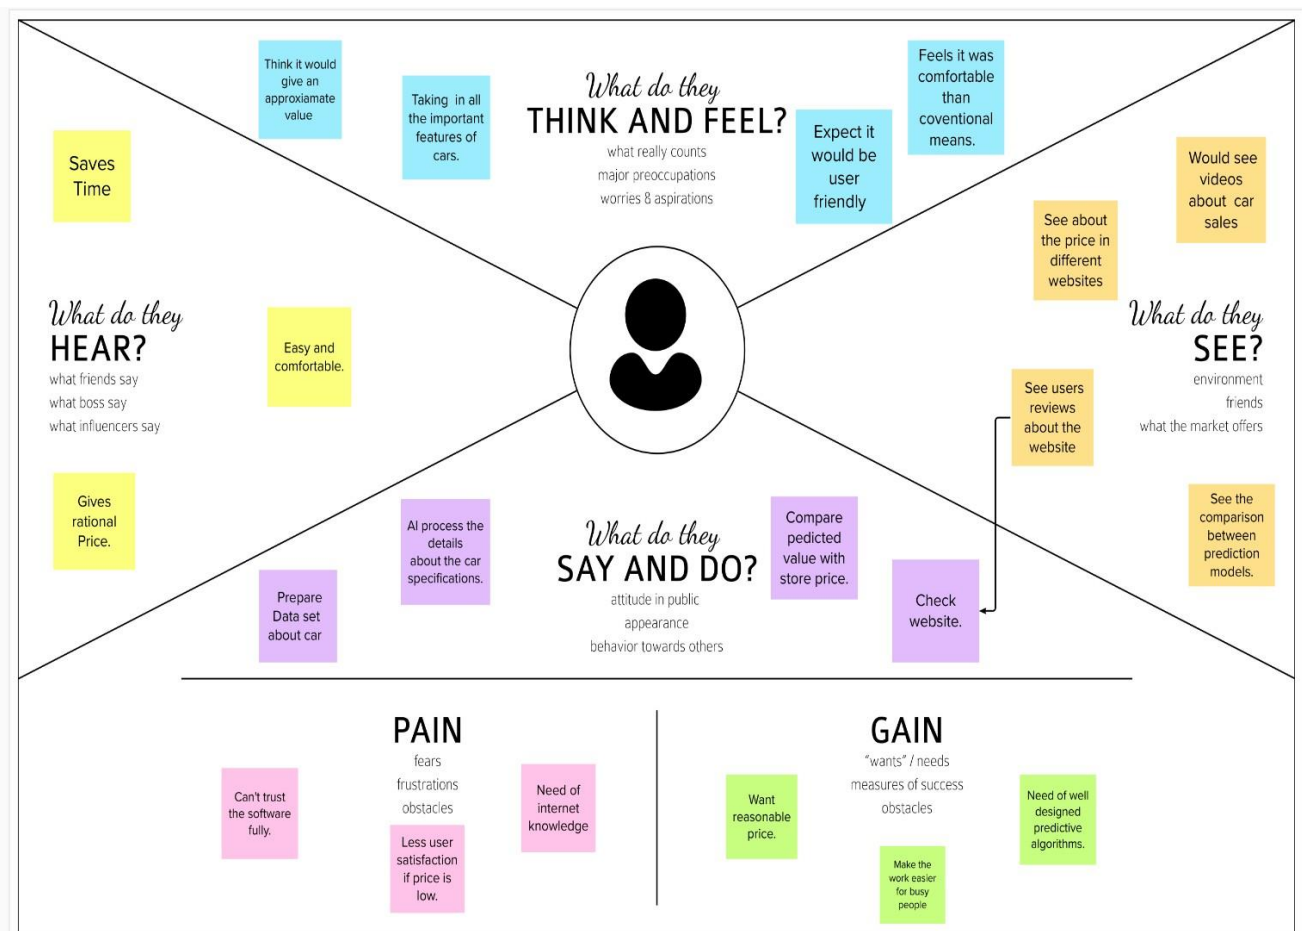 Think it would
give an
approxiamate
value
Taking in all
the important
features of
cars.
What do they
THINK AND FEEL?
what really counts
major preoccupations
worries & aspirations
Expect it
would be
user
friendly
Feels it was
comfortable
than
coventional
means.
Saves
Time
What do they
HEAR?
what friends say
what boss say
what influencers say
Easy and
comfortable.
Gives
rational
Price.
Would see
videos
about car
sales
See about
the price in
different
websites
What do they
SEE?
environment
friends
what the market offers
See users
reviews
about the
website
See the
comparison
between
prediction
models.
Prepare
Data set
about car
AI process the
details
about the car
specifications.
What do they
SAY AND DO?
attitude in public
appearance
behavior towards others
Compare
pedicted
value with
store price.
Check
website.
PAIN
fears
frustrations
obstacles
Can't trust
the software
fully.
Less user
satisfaction
if price is
low.
Need of
internet
knowledge
GAIN
"wants" / needs
measures of success
obstacles
Want
reasonable
price.
Make the
work easier
for busy
people
Need of well
designed
predictive
algorithms.